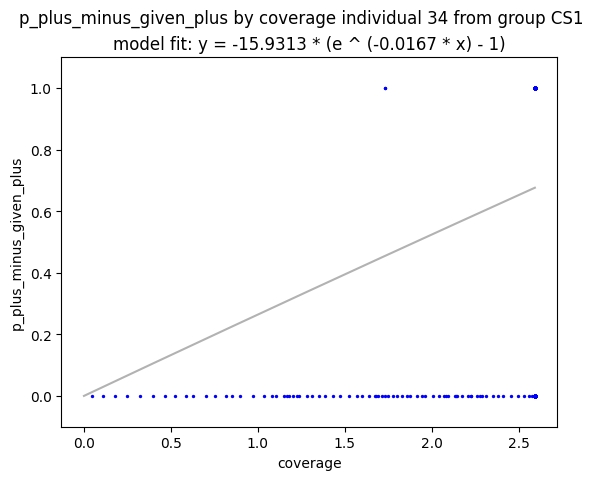 p_plus_minus_given_plus by coverage individual 34 from group CS1
model fit: y = -15.9313 * (e ^ (-0.0167 * x) - 1)
1.0
0.8
0.6
0.4
0.2
0.0
p_plus_minus_given_plus
0.0 0.5 1.0 1.5 2.0 2.5
coverage